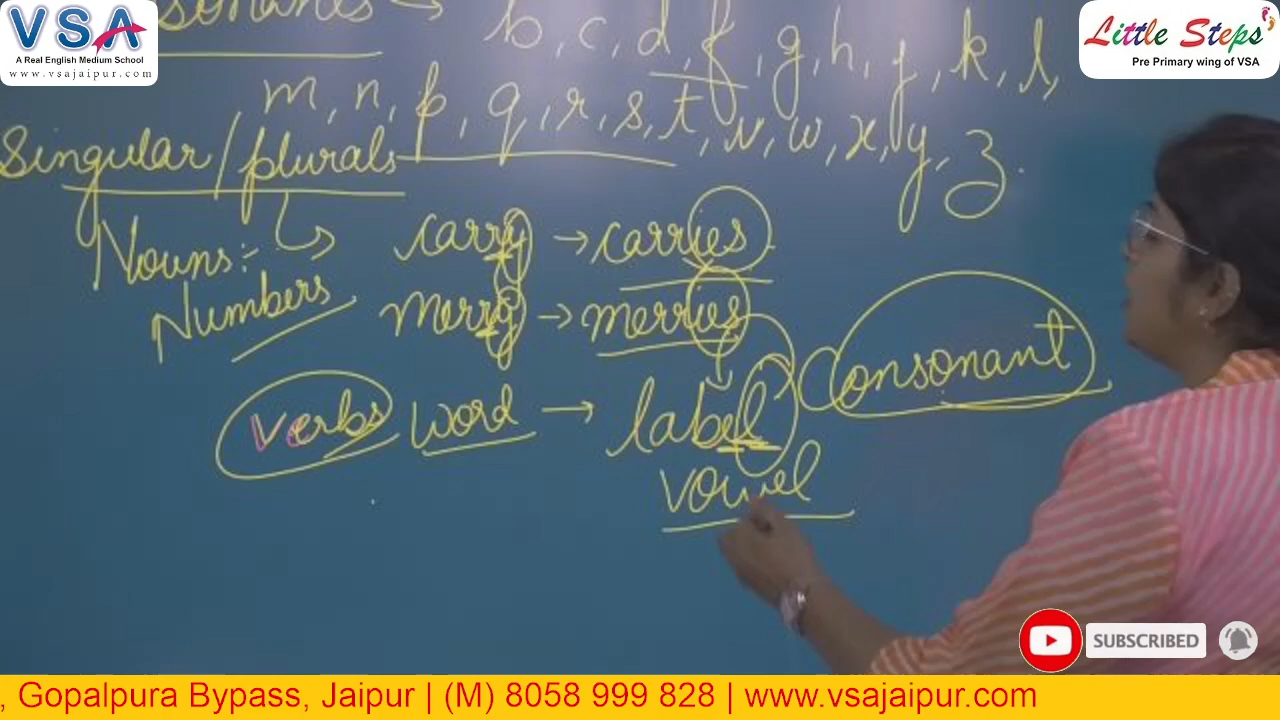 VSA
A Real English Medium School
www.vsajaipur.com
Little Steps
Pre Primary wing of VSA
b, c, d, f, g, h, j, k, l,
m, n, p, q, r, s, t, v, w, x, y, z.
Singular/plurals
Nouns:- carry → carries
Numbers merry → merries
verbs word → label Consonant
vowel
SUBSCRIBED
, Gopalpura Bypass, Jaipur | (M) 8058 999 828 | www.vsajaipur.com